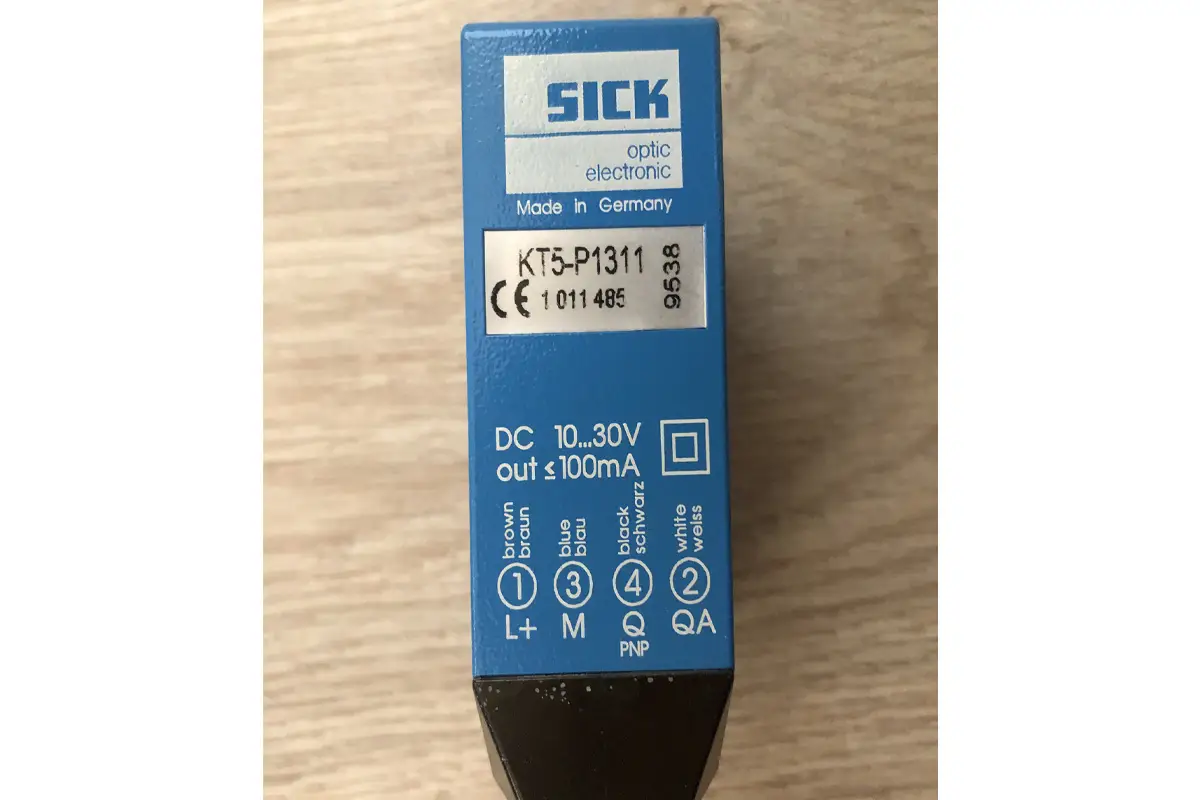 SICK
optic
electronic
Made in Germany
KT5-P1311
CE 1 011 485
9538
DC 10...30V
out ≤100mA
brown
braun
blue
blau
black
schwarz
white
weiss
1 3 4 2
L+ M Q QA
PNP